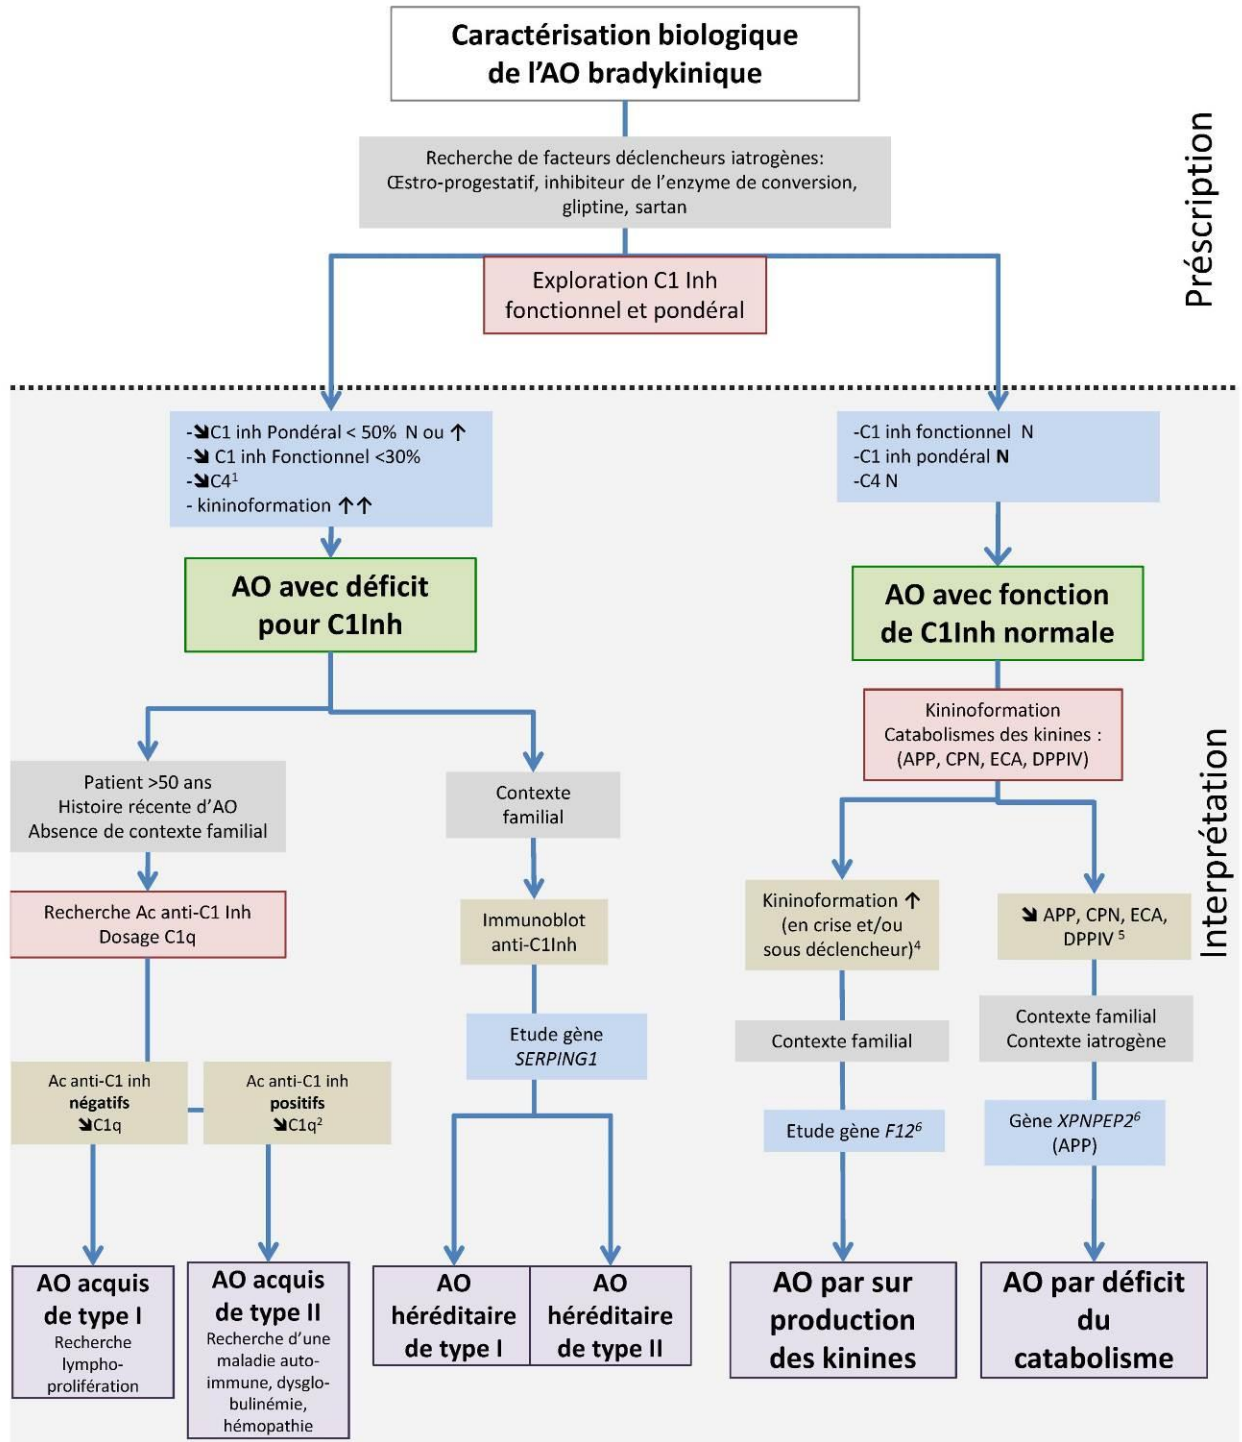 Caractérisation biologique
de l'AO bradykinique
Recherche de facteurs déclencheurs iatrogènes:
Œstro-progestatif, inhibiteur de l'enzyme de conversion,
gliptine, sartan
Préscription
Exploration C1 Inh
fonctionnel et pondéral
-↘C1 inh Pondéral < 50% N ou ↑
-↘ C1 inh Fonctionnel <30%
-↘C4¹
- kininoformation ↑↑
-C1 inh fonctionnel N
-C1 inh pondéral N
-C4 N
AO avec déficit
pour C1Inh
AO avec fonction
de C1Inh normale
Kininoformation
Catabolismes des kinines :
(APP, CPN, ECA, DPPIV)
Interprétation
Patient >50 ans
Histoire récente d'AO
Absence de contexte familial
Contexte
familial
Recherche Ac anti-C1 Inh
Dosage C1q
Immunoblot
anti-C1Inh
Kininoformation ↑
(en crise et/ou
sous déclencheur)⁴
↘ APP, CPN, ECA,
DPPIV ⁵
Etude gène
SERPING1
Contexte familial
Contexte familial
Contexte iatrogène
Ac anti-C1 inh
négatifs
↘C1q
Ac anti-C1 inh
positifs
↘C1q²
Etude gène F12⁶
Gène XPNPEP2⁶
(APP)
AO acquis
de type I
Recherche
lympho-
prolifération
AO acquis
de type II
Recherche d'une
maladie auto-
immune, dysglo-
bulinémie,
hémopathie
AO
héréditaire
de type I
AO
héréditaire
de type II
AO par sur
production
des kinines
AO par déficit
du
catabolisme